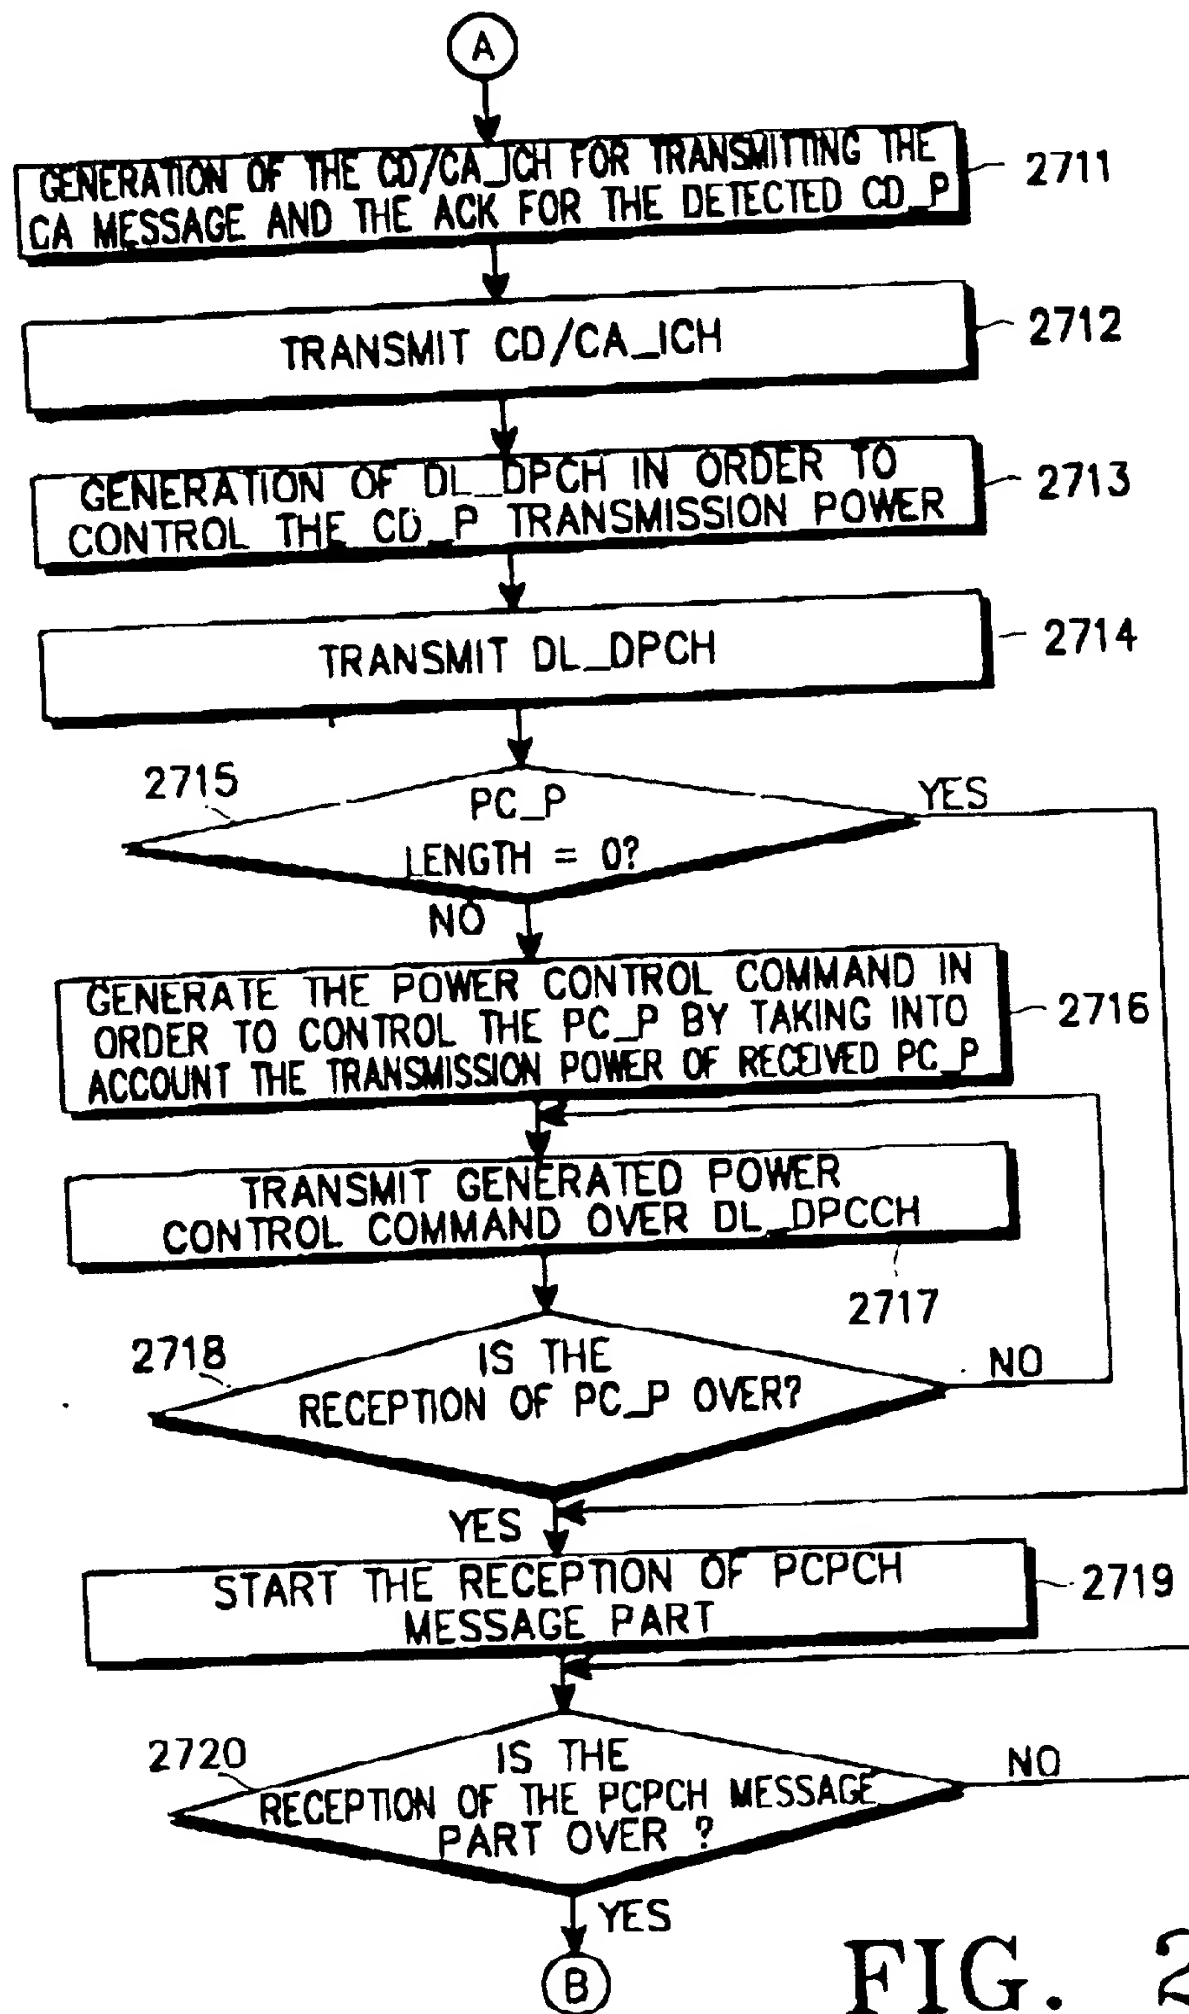 A
GENERATION OF THE CD/CA_ICH FOR TRANSMITTING THE
CA MESSAGE AND THE ACK FOR THE DETECTED CD_P
2711
TRANSMIT CD/CA_ICH
2712
GENERATION OF DL_DPCH IN ORDER TO
CONTROL THE CD_P TRANSMISSION POWER
2713
TRANSMIT DL_DPCH
2714
2715
PC_P
LENGTH = 0?
YES
NO
GENERATE THE POWER CONTROL COMMAND IN
ORDER TO CONTROL THE PC_P BY TAKING INTO
ACCOUNT THE TRANSMISSION POWER OF RECEIVED PC_P
2716
TRANSMIT GENERATED POWER
CONTROL COMMAND OVER DL_DPCCH
2717
2718
IS THE
RECEPTION OF PC_P OVER?
NO
YES
START THE RECEPTION OF PCPCH
MESSAGE PART
2719
2720
IS THE
RECEPTION OF THE PCPCH MESSAGE
PART OVER ?
NO
YES
B
FIG. 2